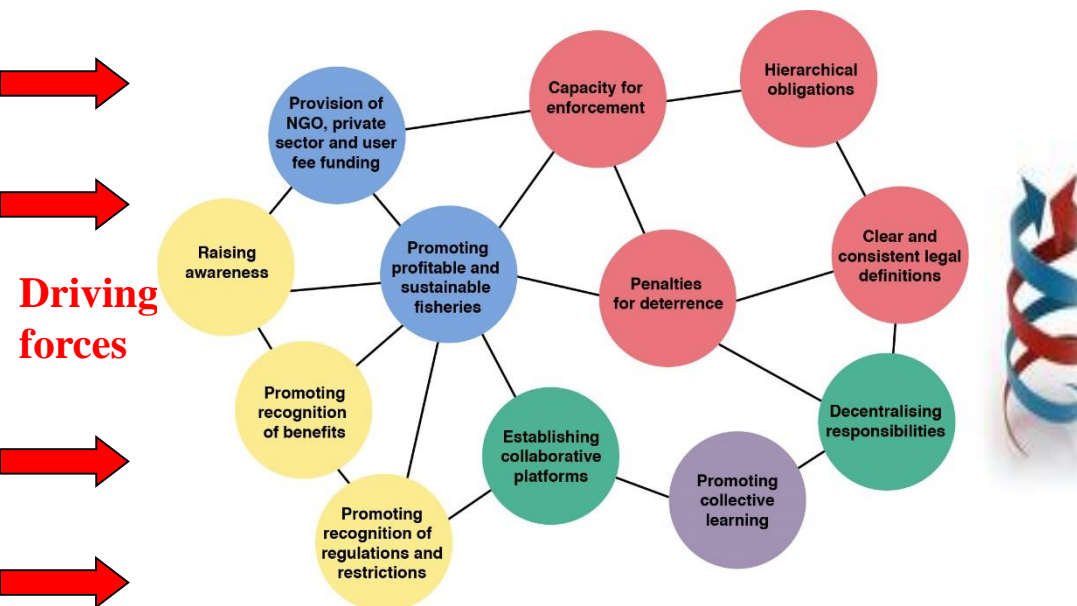 Provision of
NGO, private
sector and user
fee funding
Capacity for
enforcement
Hierarchical
obligations
Raising
awareness
Promoting
profitable and
sustainable
fisheries
Penalties
for deterrence
Clear and
consistent legal
definitions
Driving
forces
Promoting
recognition
of benefits
Establishing
collaborative
platforms
Decentralising
responsibilities
Promoting
collective
learning
Promoting
recognition of
regulations and
restrictions